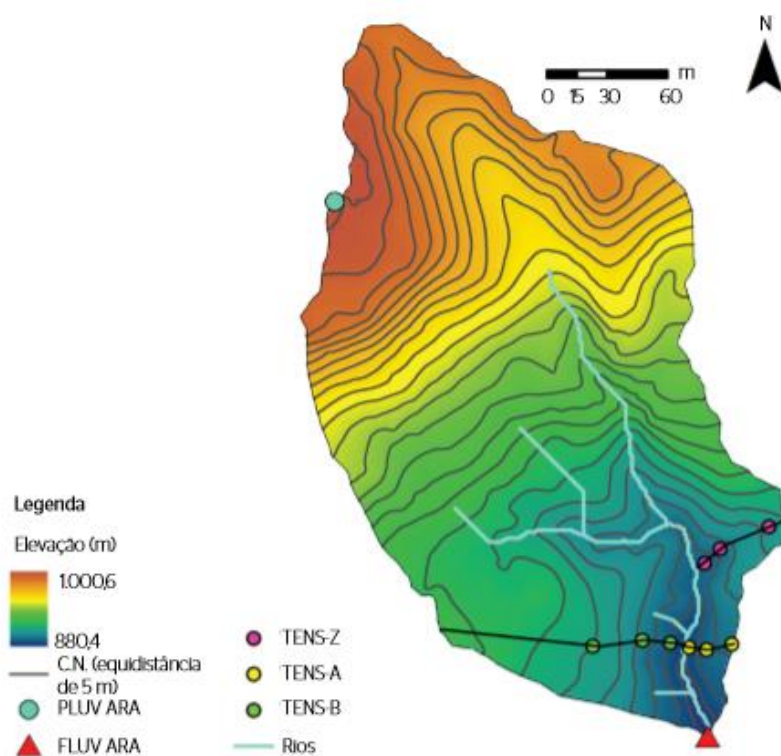 N
m
0 15 30 60
Legenda
Elevação (m)
1.000,6
880,4
C.N. (equidistância
de 5 m)
PLUV ARA
FLUV ARA
TENS-Z
TENS-A
TENS-B
Rios